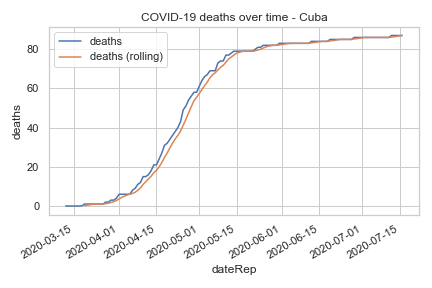 COVID-19 deaths over time - Cuba
deaths
deaths (rolling)
deaths
80
60
40
20
0
2020-03-15
2020-04-01
2020-04-15
2020-05-01
2020-05-15
2020-06-01
2020-06-15
2020-07-01
2020-07-15
dateRep